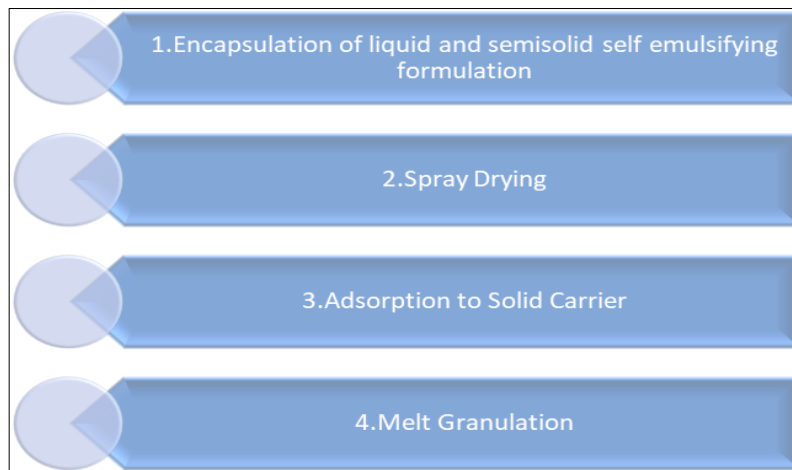 1.Encapsulation of liquid and semisolid self emulsifying
formulation
2.Spray Drying
3.Adsorption to Solid Carrier
4.Melt Granulation